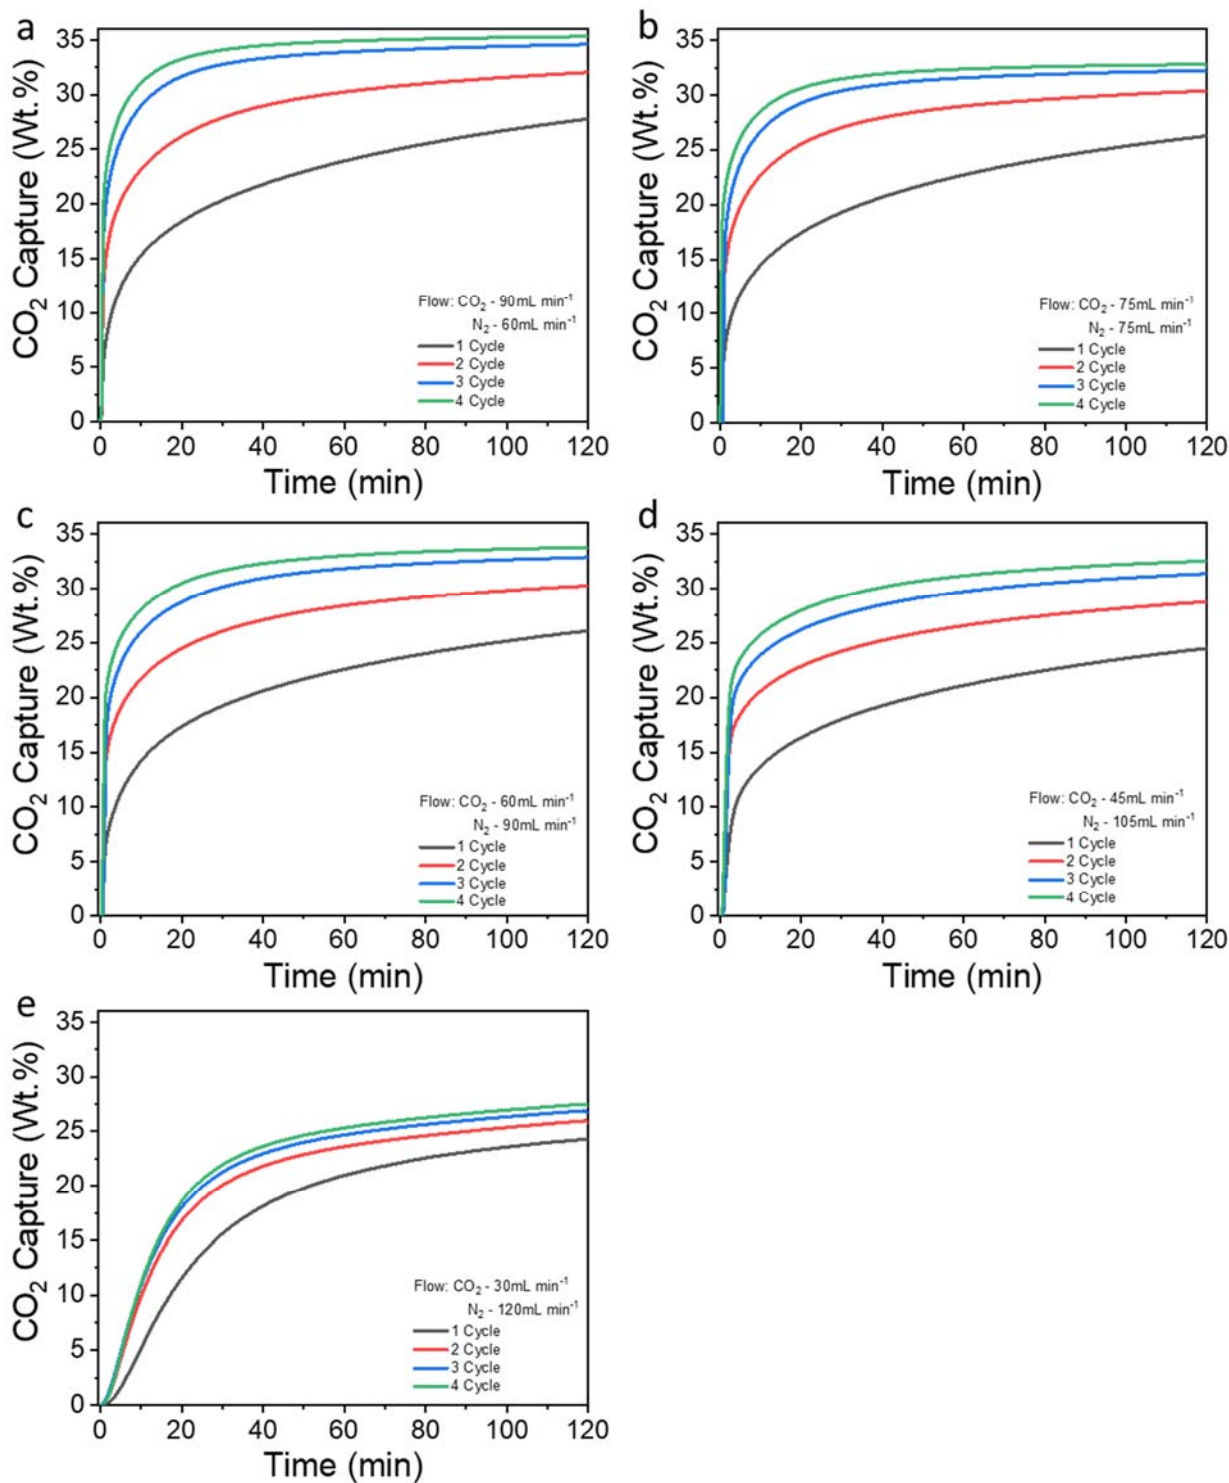 a
CO₂ Capture (Wt.%)
35
30
25
20
15
10
5
0
Flow: CO₂ - 90mL min⁻¹
N₂ - 60mL min⁻¹
1 Cycle
2 Cycle
3 Cycle
4 Cycle
0 20 40 60 80 100 120
Time (min)
b
CO₂ Capture (Wt.%)
35
30
25
20
15
10
5
0
Flow: CO₂ - 75mL min⁻¹
N₂ - 75mL min⁻¹
1 Cycle
2 Cycle
3 Cycle
4 Cycle
0 20 40 60 80 100 120
Time (min)
c
CO₂ Capture (Wt.%)
35
30
25
20
15
10
5
0
Flow: CO₂ - 60mL min⁻¹
N₂ - 90mL min⁻¹
1 Cycle
2 Cycle
3 Cycle
4 Cycle
0 20 40 60 80 100 120
Time (min)
d
CO₂ Capture (Wt.%)
35
30
25
20
15
10
5
0
Flow: CO₂ - 45mL min⁻¹
N₂ - 105mL min⁻¹
1 Cycle
2 Cycle
3 Cycle
4 Cycle
0 20 40 60 80 100 120
Time (min)
e
CO₂ Capture (Wt.%)
35
30
25
20
15
10
5
0
Flow: CO₂ - 30mL min⁻¹
N₂ - 120mL min⁻¹
1 Cycle
2 Cycle
3 Cycle
4 Cycle
0 20 40 60 80 100 120
Time (min)